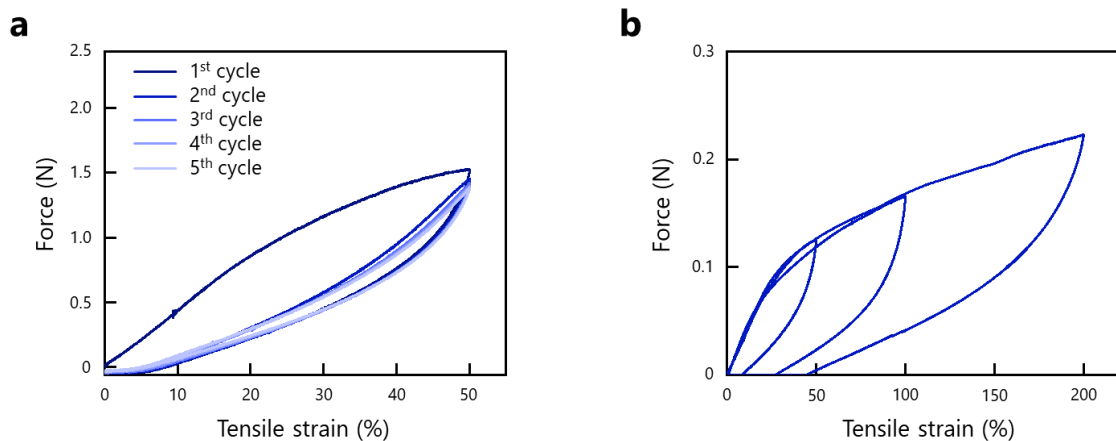 a
2.5
2.0
1.5
1.0
0.5
0
Force (N)
1st cycle
2nd cycle
3rd cycle
4th cycle
5th cycle
0 10 20 30 40 50
Tensile strain (%)
b
0.3
0.2
0.1
0
Force (N)
0 50 100 150 200
Tensile strain (%)